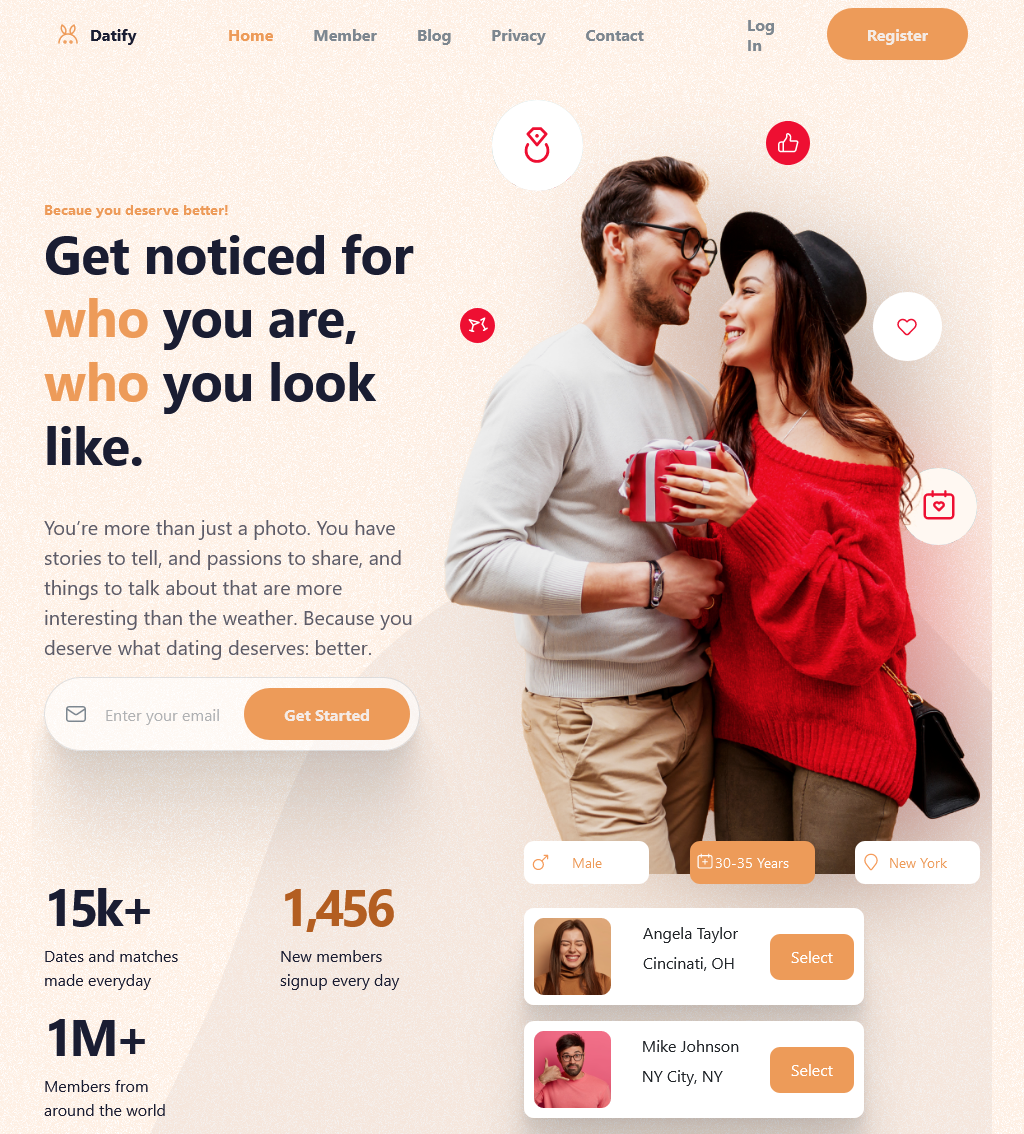 Datify
Home
Member
Blog
Privacy
Contact
Log
In
Register
Becaue you deserve better!
Get noticed for
who you are,
who you look
like.
You’re more than just a photo. You have
stories to tell, and passions to share, and
things to talk about that are more
interesting than the weather. Because you
deserve what dating deserves: better.
Enter your email
Get Started
15k+
Dates and matches
made everyday
1,456
New members
signup every day
1M+
Members from
around the world
Male
30-35 Years
New York
Angela Taylor
Cincinati, OH
Select
Mike Johnson
NY City, NY
Select